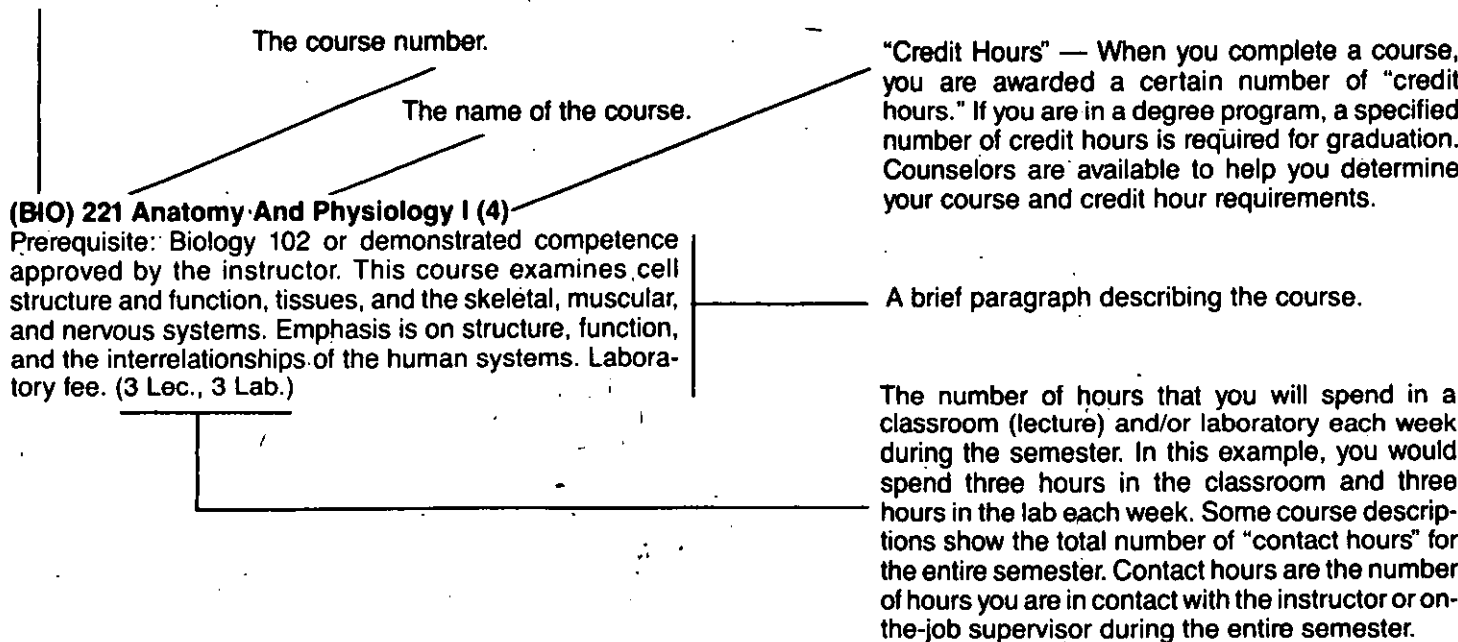 The course number.
The name of the course.
"Credit Hours" — When you complete a course,
you are awarded a certain number of "credit
hours." If you are in a degree program, a specified
number of credit hours is required for graduation.
Counselors are available to help you determine
your course and credit hour requirements.
(BIO) 221 Anatomy And Physiology I (4)
Prerequisite: Biology 102 or demonstrated competence
approved by the instructor. This course examines cell
structure and function, tissues, and the skeletal, muscular,
and nervous systems. Emphasis is on structure, function,
and the interrelationships of the human systems. Labora-
tory fee. (3 Lec., 3 Lab.)
A brief paragraph describing the course.
The number of hours that you will spend in a
classroom (lecture) and/or laboratory each week
during the semester. In this example, you would
spend three hours in the classroom and three
hours in the lab each week. Some course descrip-
tions show the total number of "contact hours" for
the entire semester. Contact hours are the number
of hours you are in contact with the instructor or on-
the-job supervisor during the entire semester.